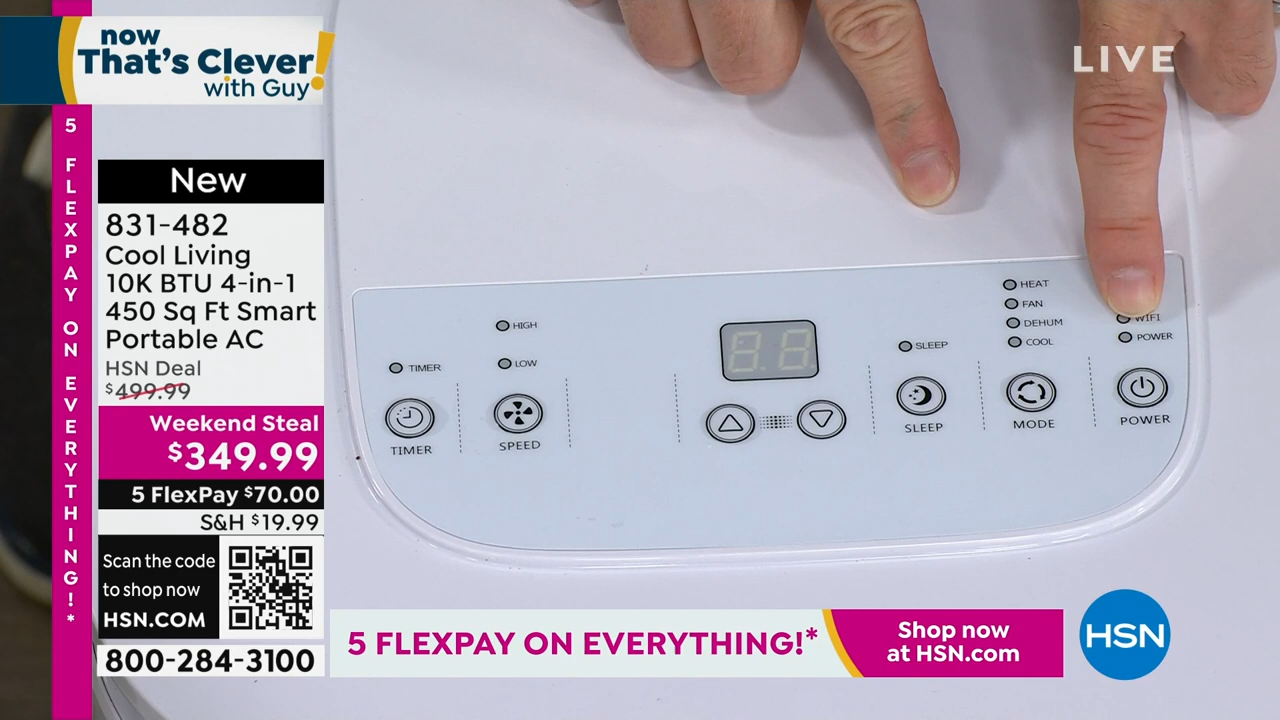 now
That's Clever!
with Guy
LIVE
5 FLEXPAY ON EVERYTHING!*
New
831-482
Cool Living
10K BTU 4-in-1
450 Sq Ft Smart
Portable AC
HSN Deal
$499.99
Weekend Steal
$349.99
5 FlexPay $70.00
S&H $19.99
Scan the code
to shop now
HSN.COM
800-284-3100
TIMER
TIMER
HIGH
LOW
SPEED
88
SLEEP
SLEEP
HEAT
FAN
DEHUM
COOL
MODE
WIFI
POWER
POWER
5 FLEXPAY ON EVERYTHING!*
Shop now
at HSN.com
HSN